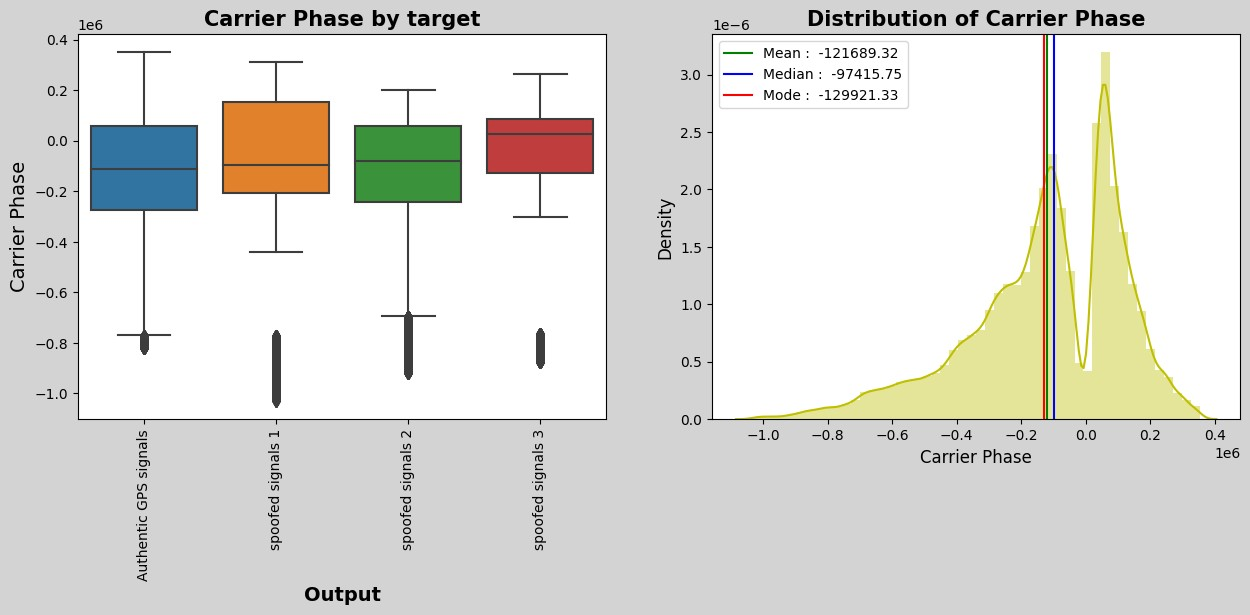 Carrier Phase by target
1e6
0.4
0.2
0.0
−0.2
−0.4
−0.6
−0.8
−1.0
Carrier Phase
Authentic GPS signals
spoofed signals 1
spoofed signals 2
spoofed signals 3
Output
Distribution of Carrier Phase
1e−6
Mean :  -121689.32
Median :  -97415.75
Mode :  -129921.33
3.0
2.5
2.0
1.5
1.0
0.5
0.0
Density
−1.0 −0.8 −0.6 −0.4 −0.2 0.0 0.2 0.4
1e6
Carrier Phase